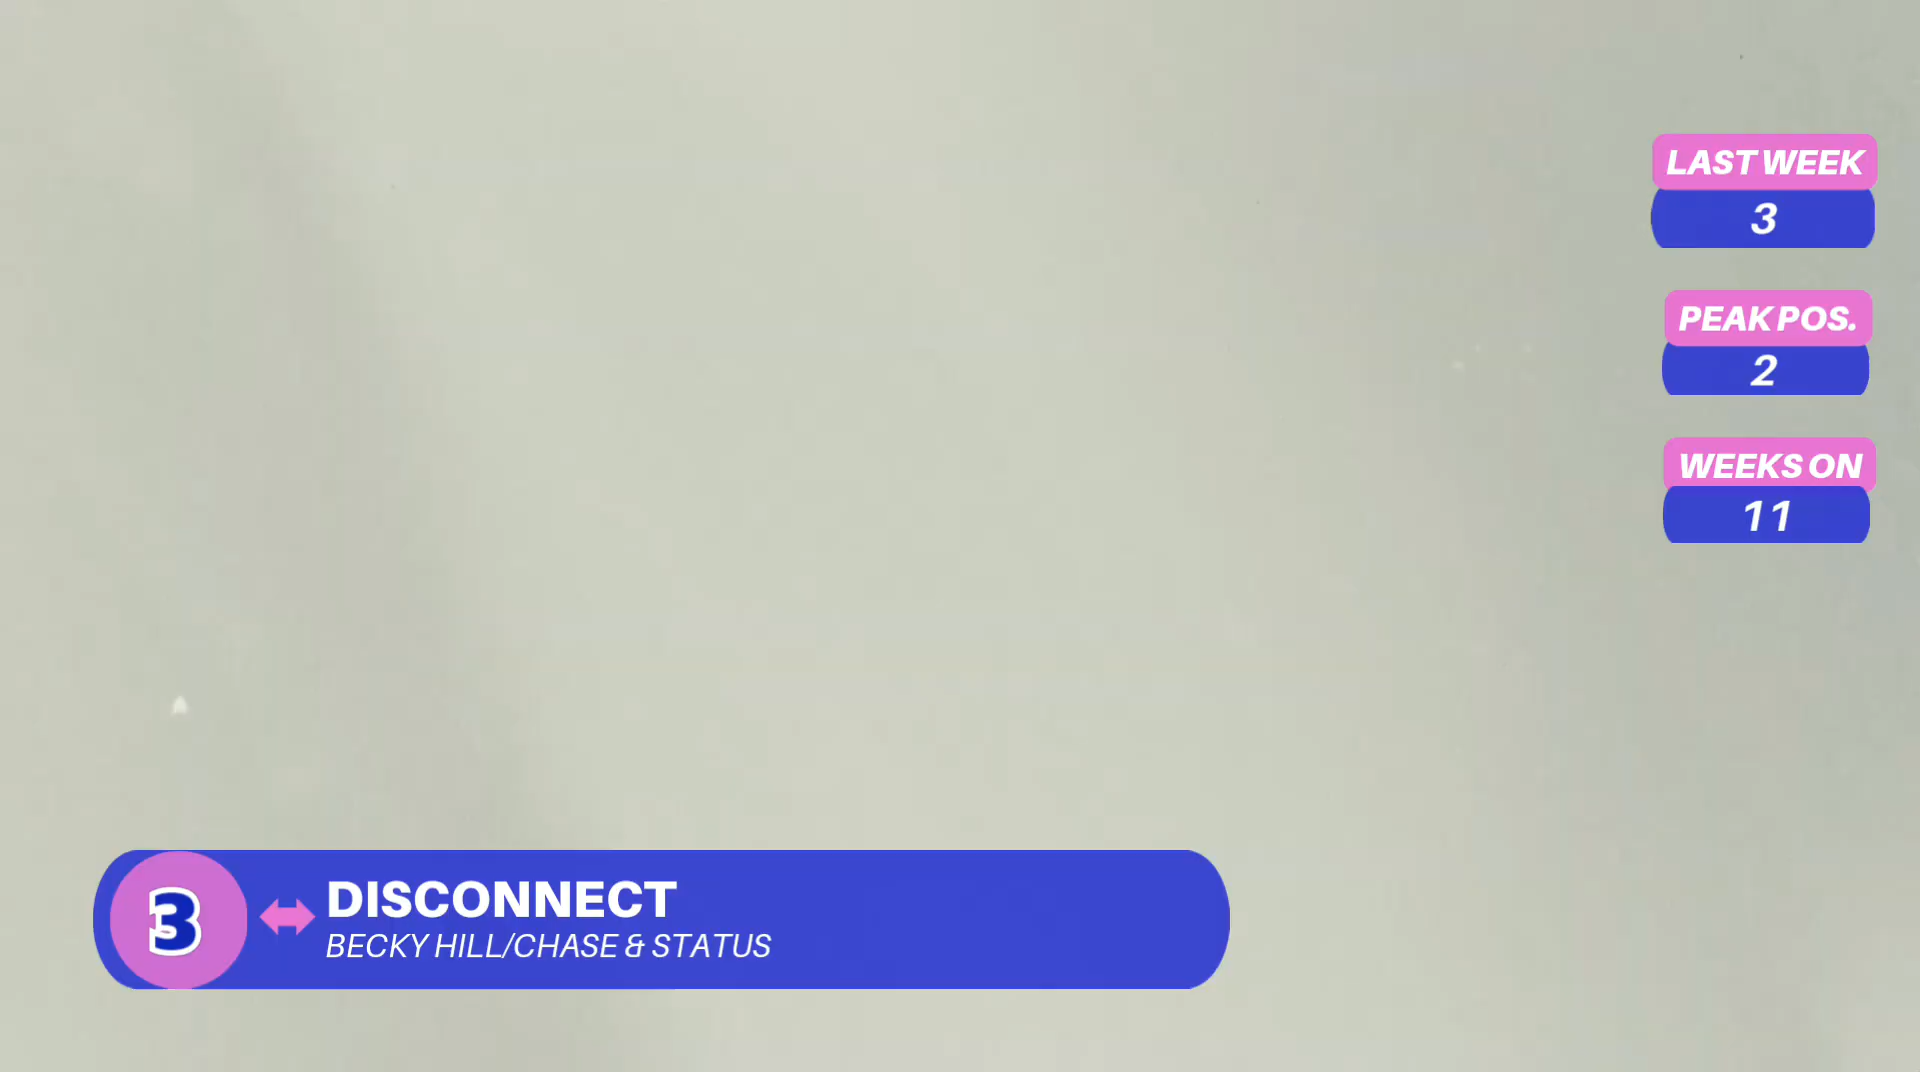 LAST WEEK
3
PEAK POS.
2
WEEKS ON
11
3
DISCONNECT
BECKY HILL/CHASE & STATUS